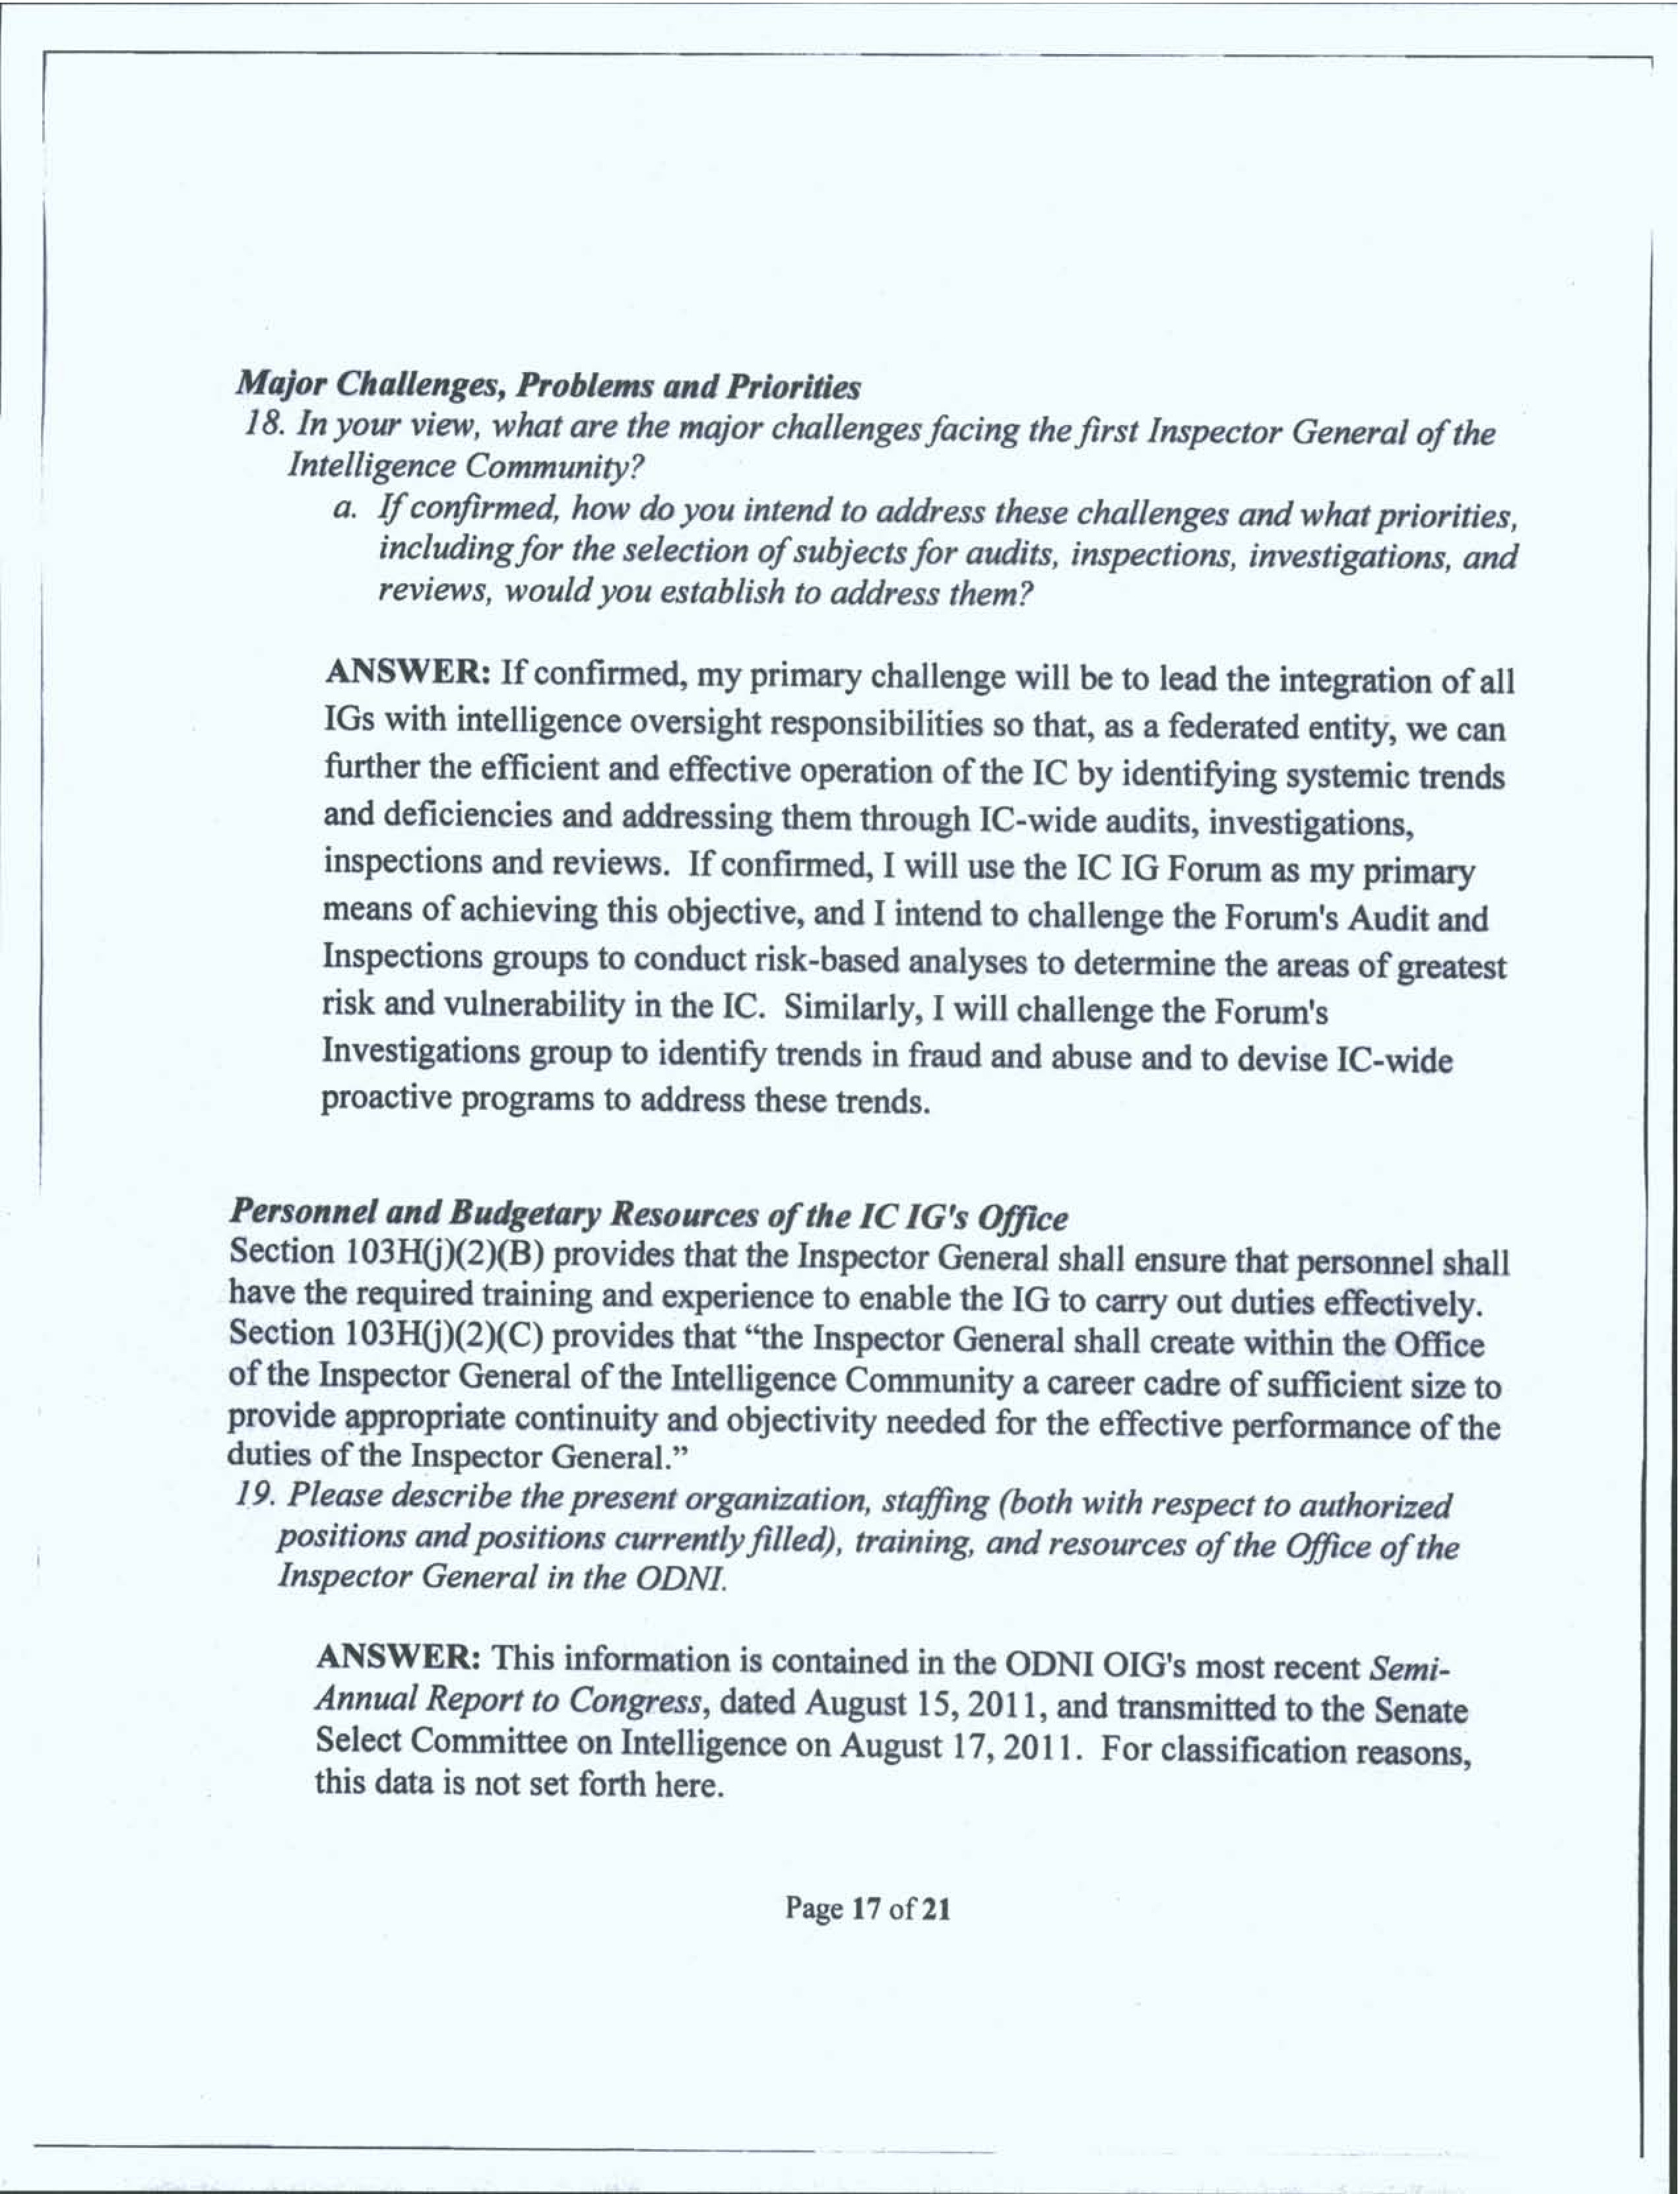 Major Challenges, Problems and Priorities
18. In your view, what are the major challenges facing the first Inspector General of the
Intelligence Community?
a. If confirmed, how do you intend to address these challenges and what priorities,
including for the selection of subjects for audits, inspections, investigations, and
reviews, would you establish to address them?
ANSWER: If confirmed, my primary challenge will be to lead the integration of all
IGs with intelligence oversight responsibilities so that, as a federated entity, we can
further the efficient and effective operation of the IC by identifying systemic trends
and deficiencies and addressing them through IC-wide audits, investigations,
inspections and reviews. If confirmed, I will use the IC IG Forum as my primary
means of achieving this objective, and I intend to challenge the Forum's Audit and
Inspections groups to conduct risk-based analyses to determine the areas of greatest
risk and vulnerability in the IC. Similarly, I will challenge the Forum's
Investigations group to identify trends in fraud and abuse and to devise IC-wide
proactive programs to address these trends.
Personnel and Budgetary Resources of the IC IG's Office
Section 103H(j)(2)(B) provides that the Inspector General shall ensure that personnel shall
have the required training and experience to enable the IG to carry out duties effectively.
Section 103H(j)(2)(C) provides that “the Inspector General shall create within the Office
of the Inspector General of the Intelligence Community a career cadre of sufficient size to
provide appropriate continuity and objectivity needed for the effective performance of the
duties of the Inspector General.”
19. Please describe the present organization, staffing (both with respect to authorized
positions and positions currently filled), training, and resources of the Office of the
Inspector General in the ODNI.
ANSWER: This information is contained in the ODNI OIG's most recent Semi-
Annual Report to Congress, dated August 15, 2011, and transmitted to the Senate
Select Committee on Intelligence on August 17, 2011. For classification reasons,
this data is not set forth here.
Page 17 of 21